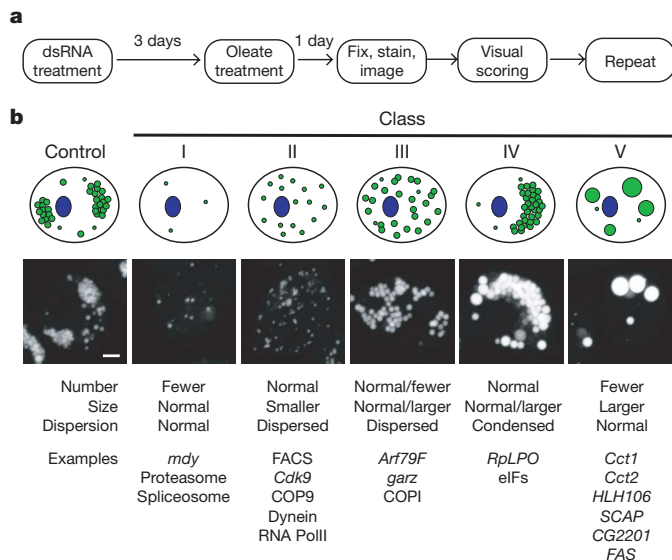 a
dsRNA treatment
3 days
Oleate treatment
1 day
Fix, stain, image
Visual scoring
Repeat
b
Class
Control I II III IV V
Number Fewer Normal Normal/fewer Normal Fewer
Size Normal Smaller Normal/larger Normal/larger Larger
Dispersion Normal Dispersed Dispersed Condensed Normal
Examples mdy FACS Arf79F RpLPO Cct1
Proteasome Cdk9 garz eIFs Cct2
Spliceosome COP9 COPI HLH106
Dynein SCAP
RNA PolII CG2201
FAS